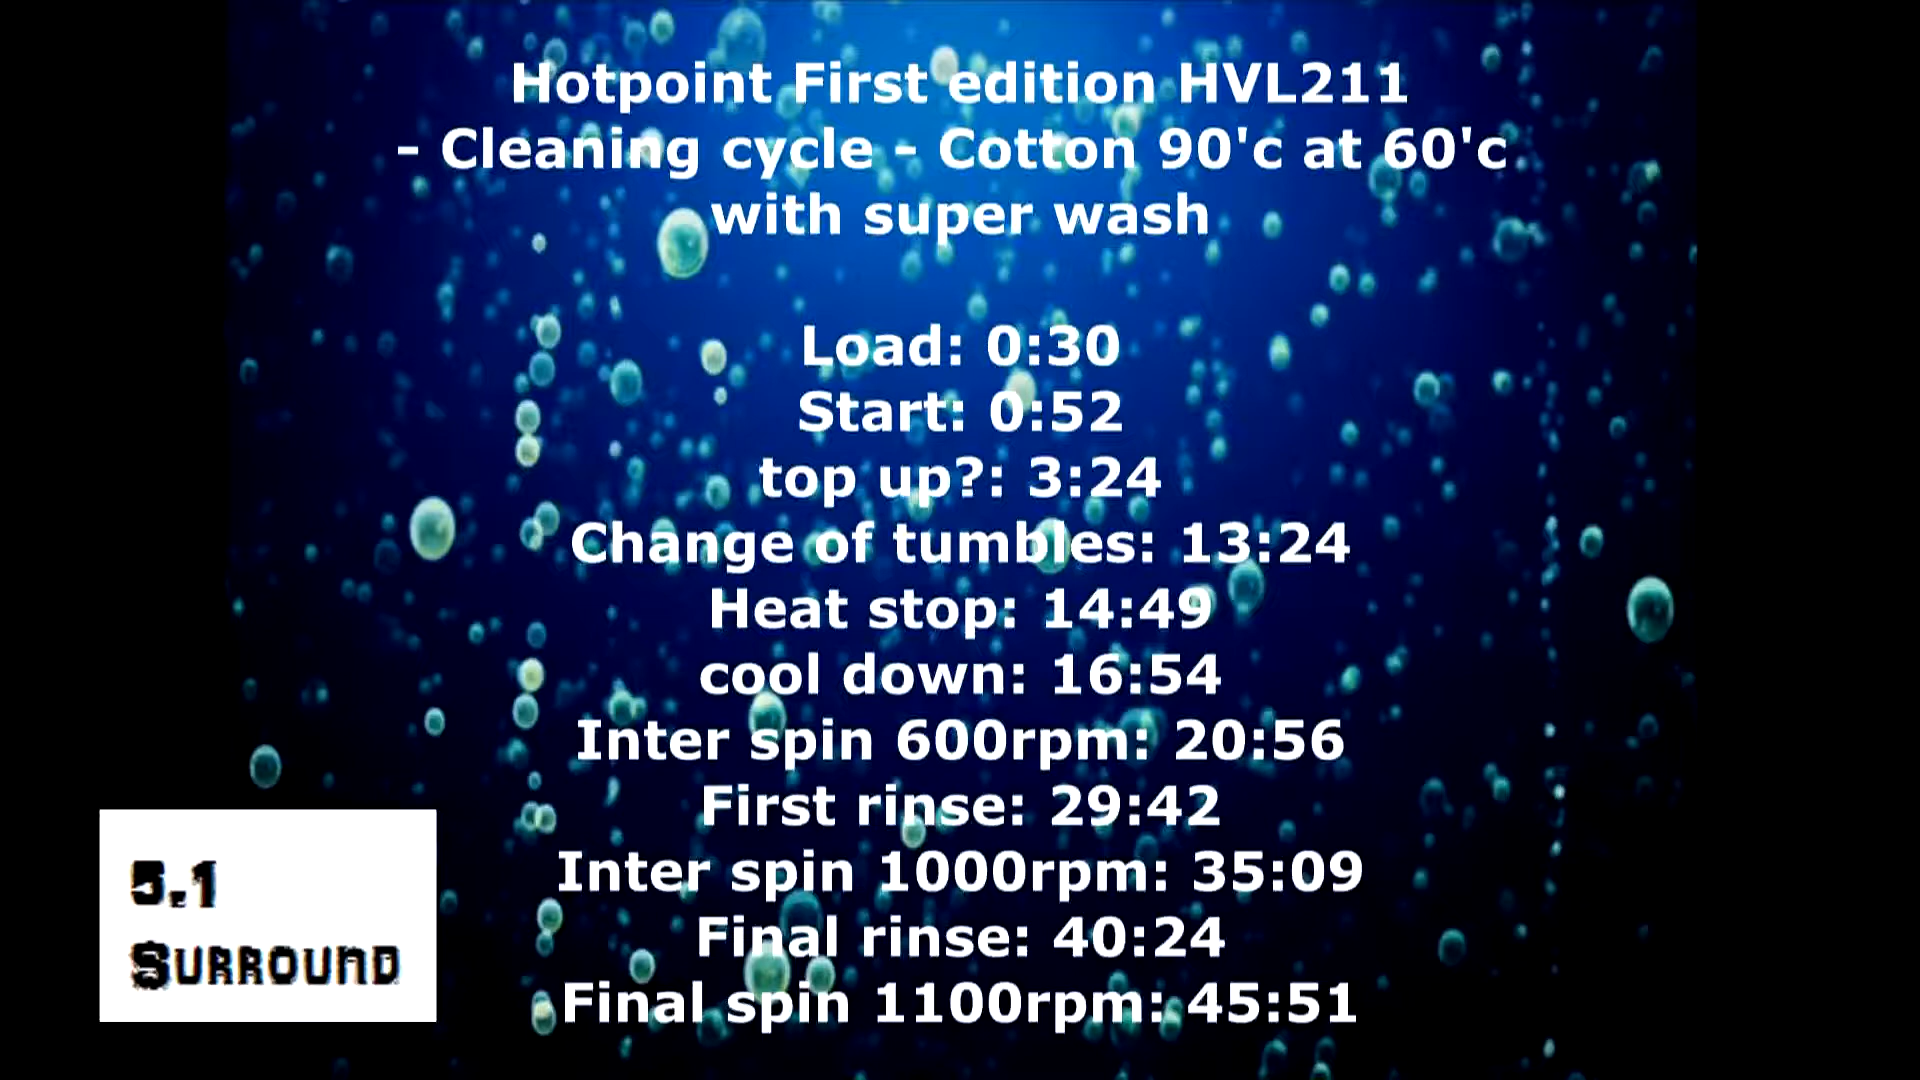 Hotpoint First edition HVL211
- Cleaning cycle - Cotton 90'c at 60'c
with super wash
Load: 0:30
Start: 0:52
top up?: 3:24
Change of tumbles: 13:24
Heat stop: 14:49
cool down: 16:54
Inter spin 600rpm: 20:56
First rinse: 29:42
Inter spin 1000rpm: 35:09
Final rinse: 40:24
Final spin 1100rpm: 45:51
5.1
Surround